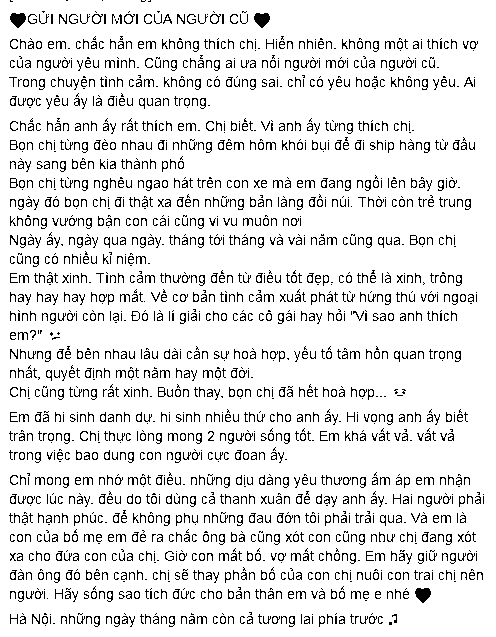 🖤GỬI NGƯỜI MỚI CỦA NGƯỜI CŨ 🖤
Chào em. chắc hẳn em không thích chị. Hiển nhiên. không một ai thích vợ
của người yêu mình. Cũng chẳng ai ưa nổi người mới của người cũ.
Trong chuyện tình cảm. không có đúng sai. chỉ có yêu hoặc không yêu. Ai
được yêu ấy là điều quan trọng.
Chắc hẳn anh ấy rất thích em. Chị biết. Vì anh ấy từng thích chị.
Bọn chị từng đèo nhau đi những đêm hôm khói bụi để đi ship hàng từ đầu
này sang bên kia thành phố
Bọn chị từng nghêu ngao hát trên con xe mà em đang ngồi lên bây giờ.
ngày đó bọn chị đi thật xa đến những bản làng đồi núi. Thời còn trẻ trung
không vướng bận con cái cũng vi vu muôn nơi
Ngày ấy, ngày qua ngày. tháng tới tháng và vài năm cũng qua. Bọn chị
cũng có nhiều kỉ niệm.
Em thật xinh. Tình cảm thường đến từ điều tốt đẹp, có thể là xinh, trông
hay hay hay hợp mắt. Về cơ bản tình cảm xuất phát từ hứng thú với ngoại
hình người còn lại. Đó là lí giải cho các cô gái hay hỏi "Vì sao anh thích
em?"
Nhưng để bên nhau lâu dài cần sự hoà hợp, yếu tố tâm hồn quan trọng
nhất, quyết định một năm hay một đời.
Chị cũng từng rất xinh. Buồn thay, bọn chị đã hết hoà hợp...
Em đã hi sinh danh dự. hi sinh nhiều thứ cho anh ấy. Hi vọng anh ấy biết
trân trọng. Chị thực lòng mong 2 người sống tốt. Em khá vất vả. vất vả
trong việc bao dung con người cực đoan ấy.
Chỉ mong em nhớ một điều. những dịu dàng yêu thương ấm áp em nhận
được lúc này. đều do tôi dùng cả thanh xuân để dạy anh ấy. Hai người phải
thật hạnh phúc. để không phụ những đau đớn tôi phải trải qua. Và em là
con của bố mẹ em đẻ ra chắc ông bà cũng xót con cũng như chị đang xót
xa cho đứa con của chị. Giờ con mất bố. vợ mất chồng. Em hãy giữ người
đàn ông đó bên cạnh. chị sẽ thay phần bố của con chị nuôi con trai chị nên
người. Hãy sống sao tích đức cho bản thân em và bố mẹ e nhé 🖤
Hà Nội. những ngày tháng năm còn cả tương lai phía trước ♫